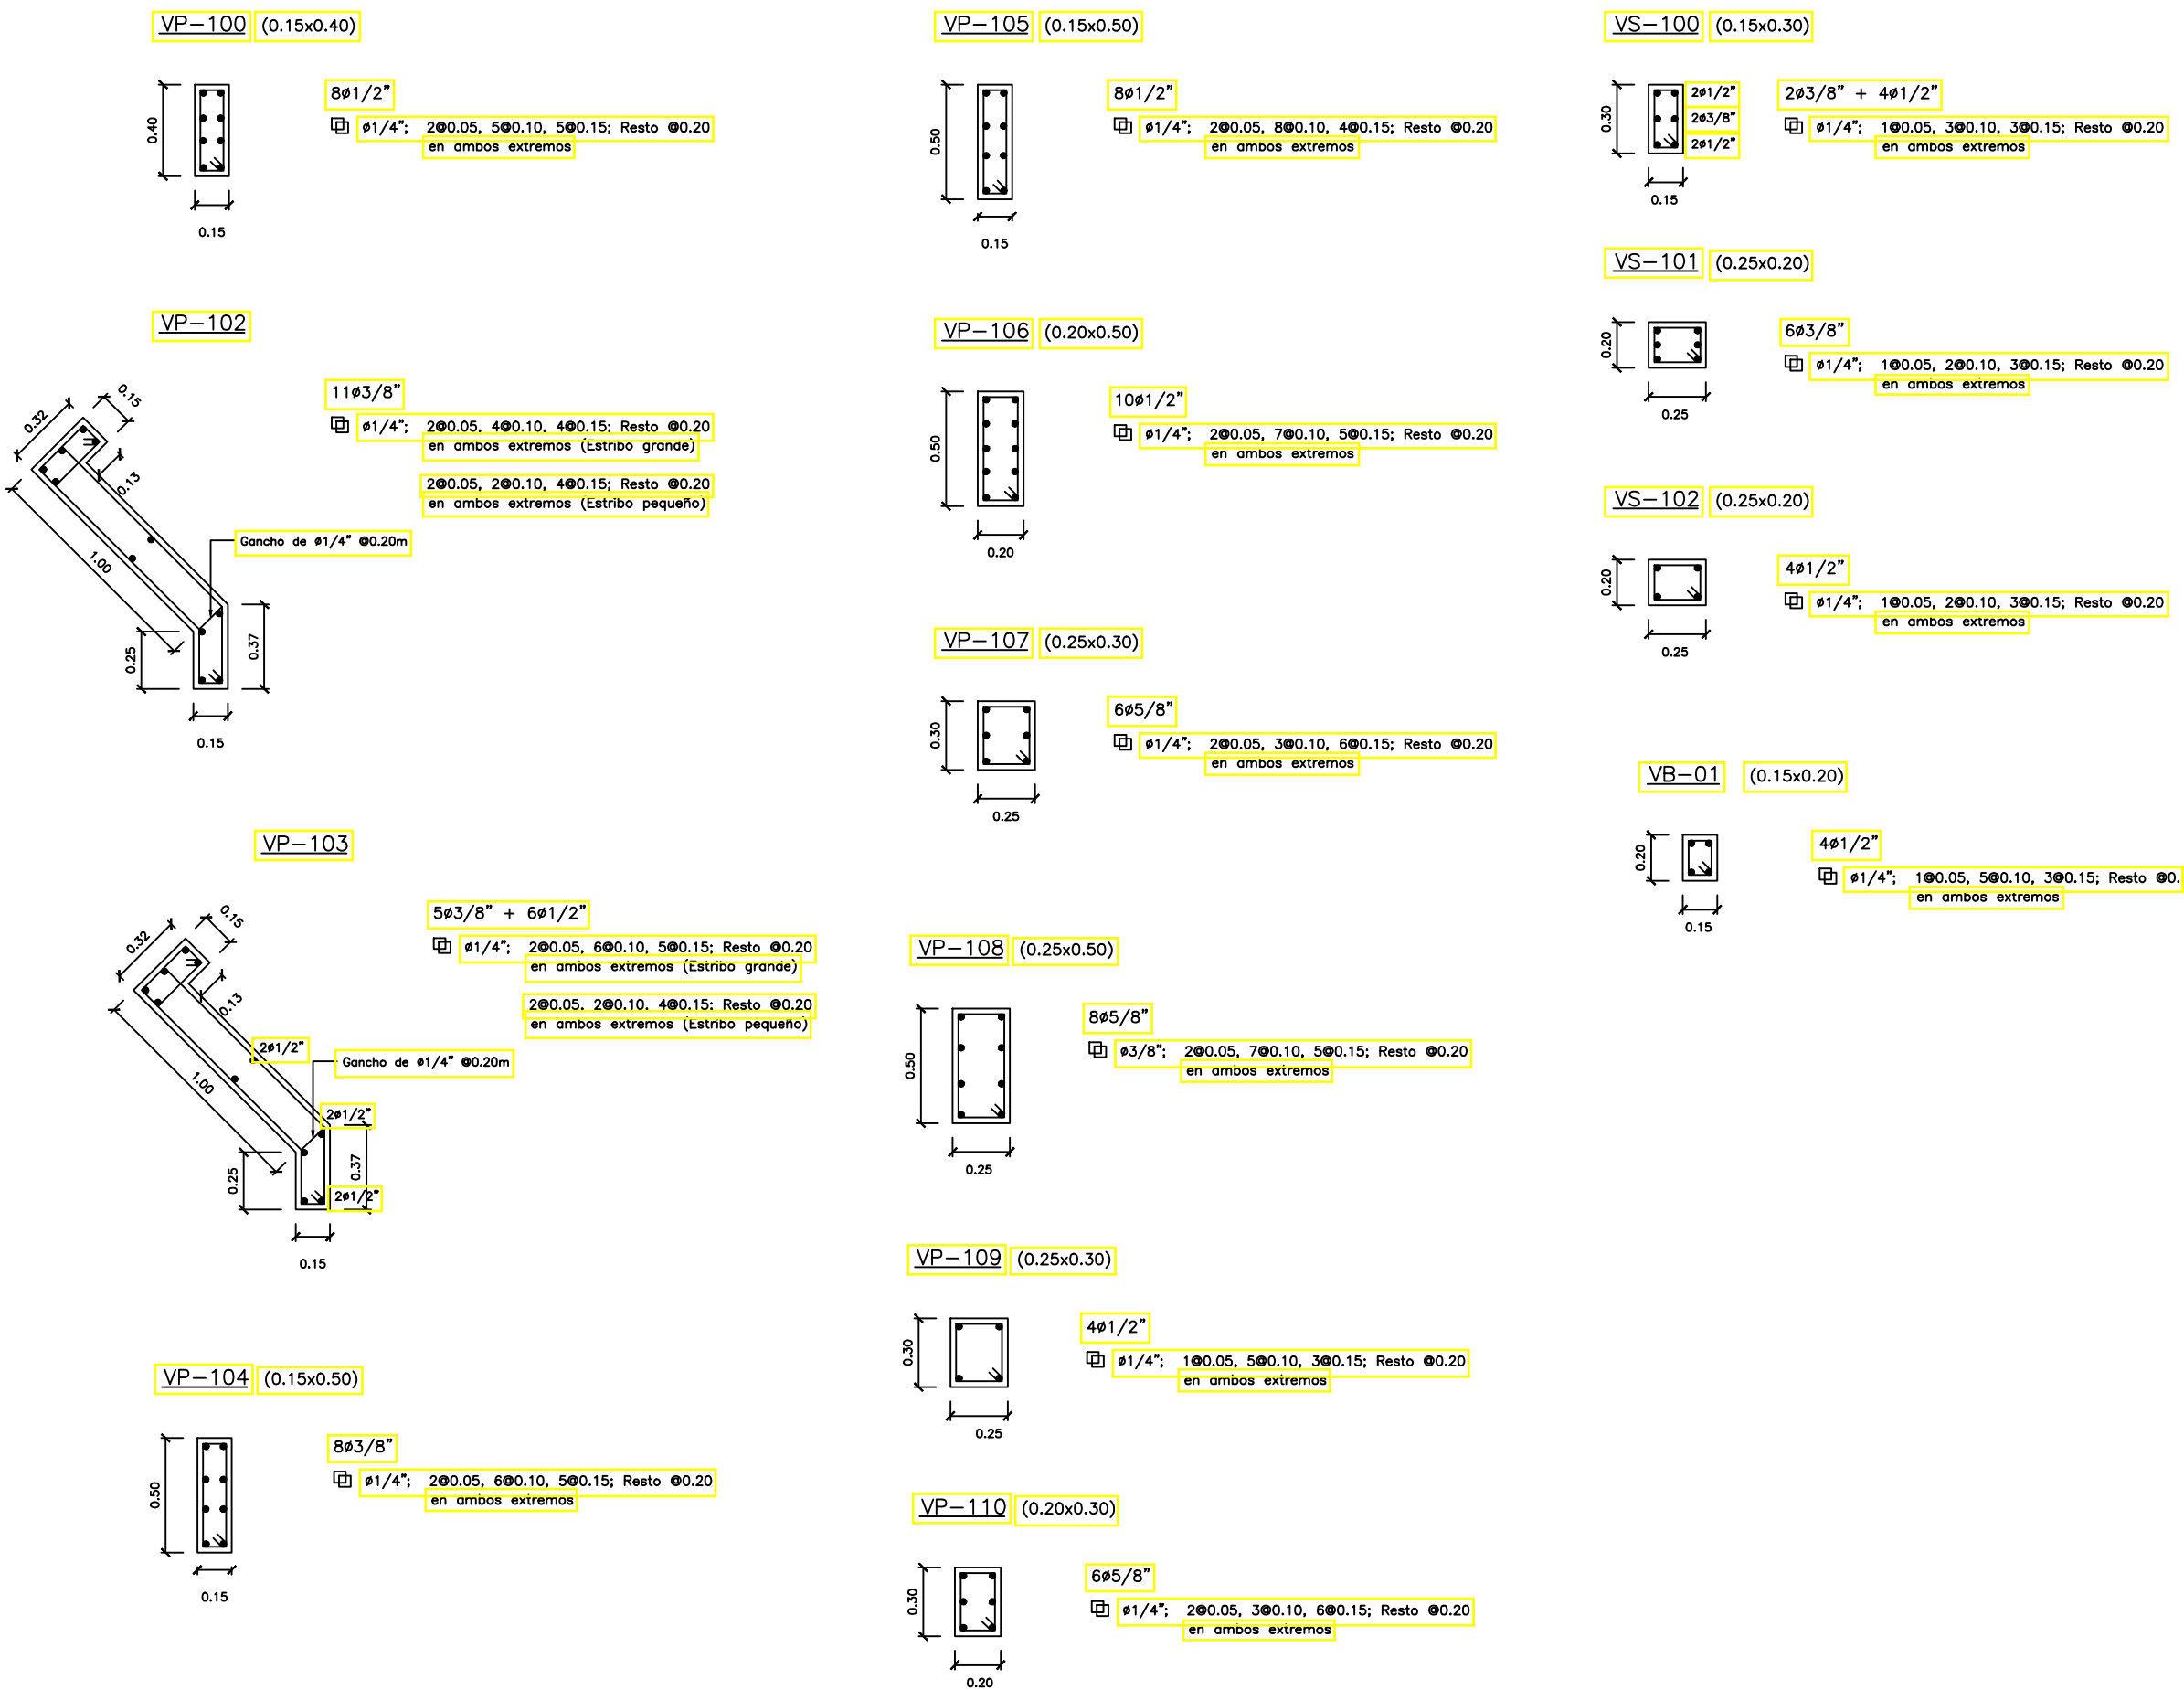 VP-100 (0.15x0.40)
0.40
0.15
8ø1/2"
ø1/4"; 2@0.05, 5@0.10, 5@0.15; Resto @0.20
en ambos extremos
VP-102
0.15
0.32
0.13
1.00
0.25
0.37
0.15
11ø3/8"
ø1/4"; 2@0.05, 4@0.10, 4@0.15; Resto @0.20
en ambos extremos (Estribo grande)
2@0.05, 2@0.10, 4@0.15; Resto @0.20
en ambos extremos (Estribo pequeño)
Gancho de ø1/4" @0.20m
VP-103
0.15
0.32
0.13
1.00
0.25
0.37
0.15
5ø3/8" + 6ø1/2"
ø1/4"; 2@0.05, 6@0.10, 5@0.15; Resto @0.20
en ambos extremos (Estribo grande)
2@0.05, 2@0.10, 4@0.15; Resto @0.20
en ambos extremos (Estribo pequeño)
2ø1/2"
Gancho de ø1/4" @0.20m
2ø1/2"
2ø1/2"
VP-104 (0.15x0.50)
0.50
0.15
8ø3/8"
ø1/4"; 2@0.05, 6@0.10, 5@0.15; Resto @0.20
en ambos extremos
VP-105 (0.15x0.50)
0.50
0.15
8ø1/2"
ø1/4"; 2@0.05, 8@0.10, 4@0.15; Resto @0.20
en ambos extremos
VP-106 (0.20x0.50)
0.50
0.20
10ø1/2"
ø1/4"; 2@0.05, 7@0.10, 5@0.15; Resto @0.20
en ambos extremos
VP-107 (0.25x0.30)
0.30
0.25
6ø5/8"
ø1/4"; 2@0.05, 3@0.10, 6@0.15; Resto @0.20
en ambos extremos
VP-108 (0.25x0.50)
0.50
0.25
8ø5/8"
ø3/8"; 2@0.05, 7@0.10, 5@0.15; Resto @0.20
en ambos extremos
VP-109 (0.25x0.30)
0.30
0.25
4ø1/2"
ø1/4"; 1@0.05, 5@0.10, 3@0.15; Resto @0.20
en ambos extremos
VP-110 (0.20x0.30)
0.30
0.20
6ø5/8"
ø1/4"; 2@0.05, 3@0.10, 6@0.15; Resto @0.20
en ambos extremos
VS-100 (0.15x0.30)
0.30
0.15
2ø1/2"
2ø3/8"
2ø1/2"
2ø3/8" + 4ø1/2"
ø1/4"; 1@0.05, 3@0.10, 3@0.15; Resto @0.20
en ambos extremos
VS-101 (0.25x0.20)
0.20
0.25
6ø3/8"
ø1/4"; 1@0.05, 2@0.10, 3@0.15; Resto @0.20
en ambos extremos
VS-102 (0.25x0.20)
0.20
0.25
4ø1/2"
ø1/4"; 1@0.05, 2@0.10, 3@0.15; Resto @0.20
en ambos extremos
VB-01 (0.15x0.20)
0.20
0.15
4ø1/2"
ø1/4"; 1@0.05, 5@0.10, 3@0.15; Resto @0.
en ambos extremos